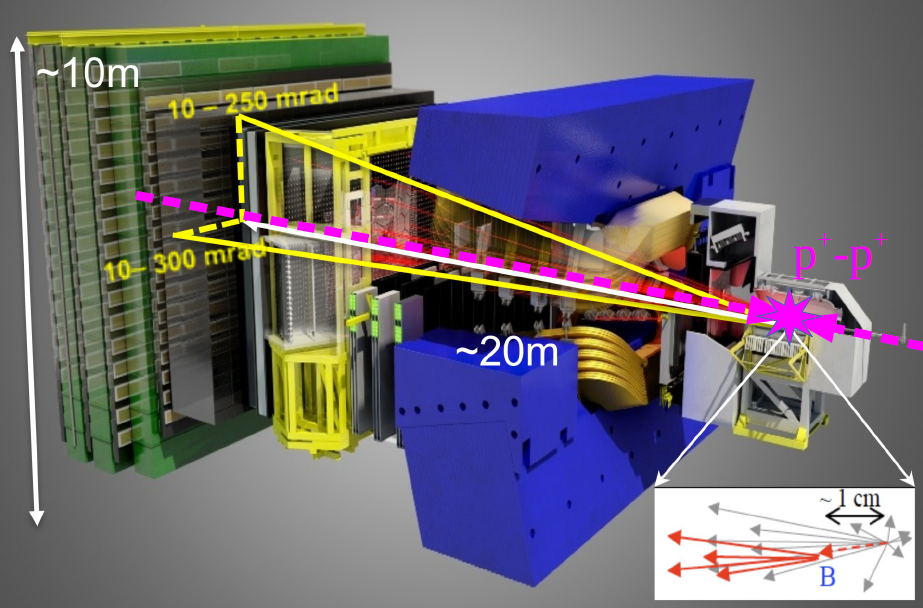 ~10m
10 – 250 mrad
p⁺-p⁺
10– 300 mrad
~20m
~ 1 cm
B